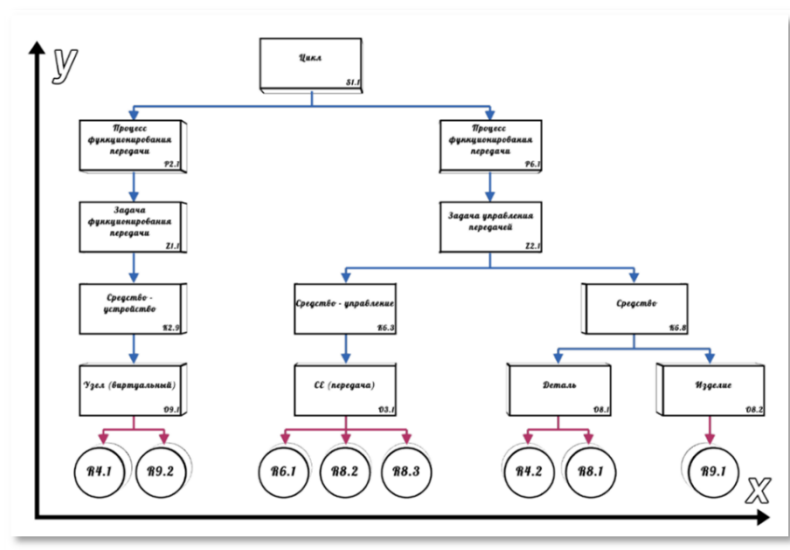 y
Цикл
S1.1
Процесс
функционирования
передачи
P2.1
Процесс
функционирования
передачи
P6.1
Задача
функционирования
передачи
Z1.1
Задача управления
передачей
Z2.1
Средство -
устройство
K2.9
Средство - управление
K6.3
Средство
K6.8
Узел (виртуальный)
O9.1
СЕ (передача)
O3.1
Деталь
O8.1
Изделие
O8.2
R4.1
R9.2
R6.1
R8.2
R8.3
R4.2
R8.1
R9.1
x